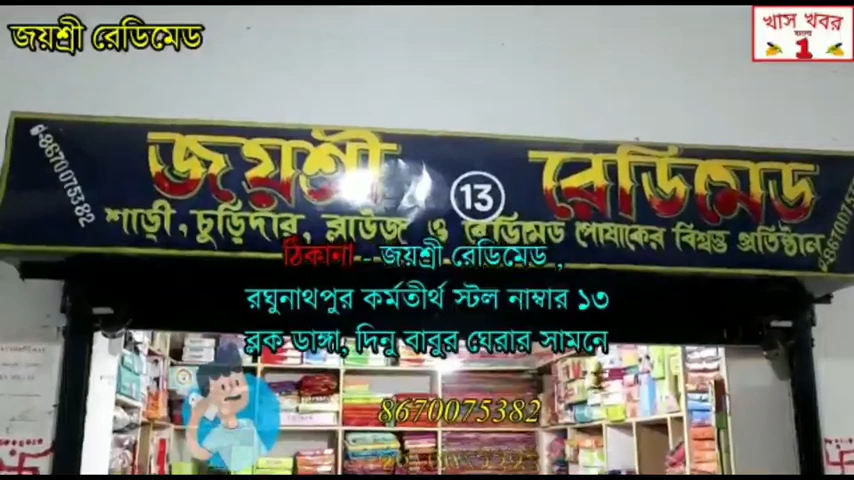 জয়শ্রী রেডিমেড
খাস খবর
বাংলা
1
8670075382
জয়শ্রী 13 রেডিমেড
শাড়ী, চুড়িদার, ব্লাউজ ও রেডিমেড পোষাকের বিশ্বস্ত প্রতিষ্ঠান
ঠিকানা - জয়শ্রী রেডিমেড ,
রঘুনাথপুর কর্মতীর্থ স্টল নাম্বার ১৩
ব্লক ডাঙ্গা, দিনু বাবুর ঘেরার সামনে
8670075382